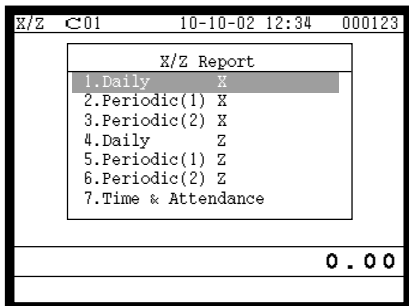 X/Z C01 10-10-02 12:34 000123
X/Z Report
1.Daily X
2.Periodic(1) X
3.Periodic(2) X
4.Daily Z
5.Periodic(1) Z
6.Periodic(2) Z
7.Time & Attendance
0.00